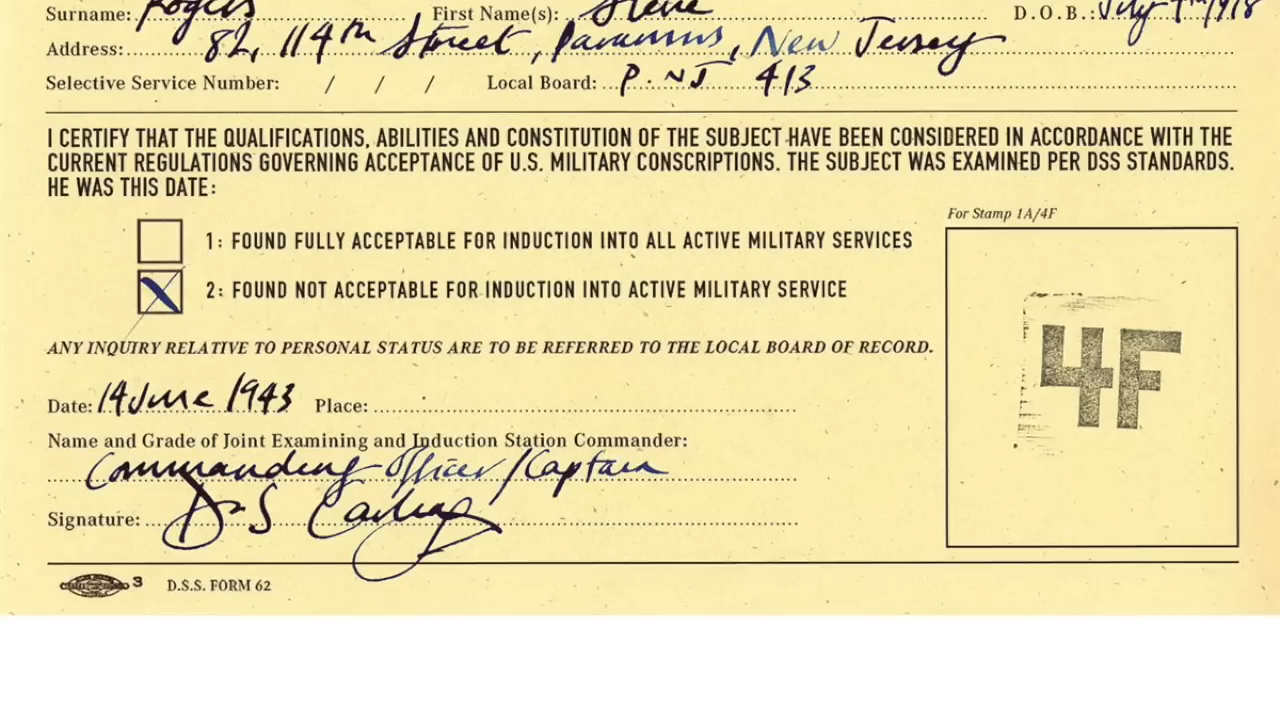 Surname: Rogers First Name(s): Steve D.O.B.: July 4th 1918
Address: 82, 114th Street, Paramus, New Jersey
Selective Service Number: / / / Local Board: P. NJ 413
I CERTIFY THAT THE QUALIFICATIONS, ABILITIES AND CONSTITUTION OF THE SUBJECT HAVE BEEN CONSIDERED IN ACCORDANCE WITH THE
CURRENT REGULATIONS GOVERNING ACCEPTANCE OF U.S. MILITARY CONSCRIPTIONS. THE SUBJECT WAS EXAMINED PER DSS STANDARDS.
HE WAS THIS DATE:
For Stamp 1A/4F
1: FOUND FULLY ACCEPTABLE FOR INDUCTION INTO ALL ACTIVE MILITARY SERVICES
2: FOUND NOT ACCEPTABLE FOR INDUCTION INTO ACTIVE MILITARY SERVICE
4F
ANY INQUIRY RELATIVE TO PERSONAL STATUS ARE TO BE REFERRED TO THE LOCAL BOARD OF RECORD.
Date: 14 June 1943 Place:
Name and Grade of Joint Examining and Induction Station Commander:
Commanding Officer/Captain
Signature: Dr S
3 D.S.S. FORM 62